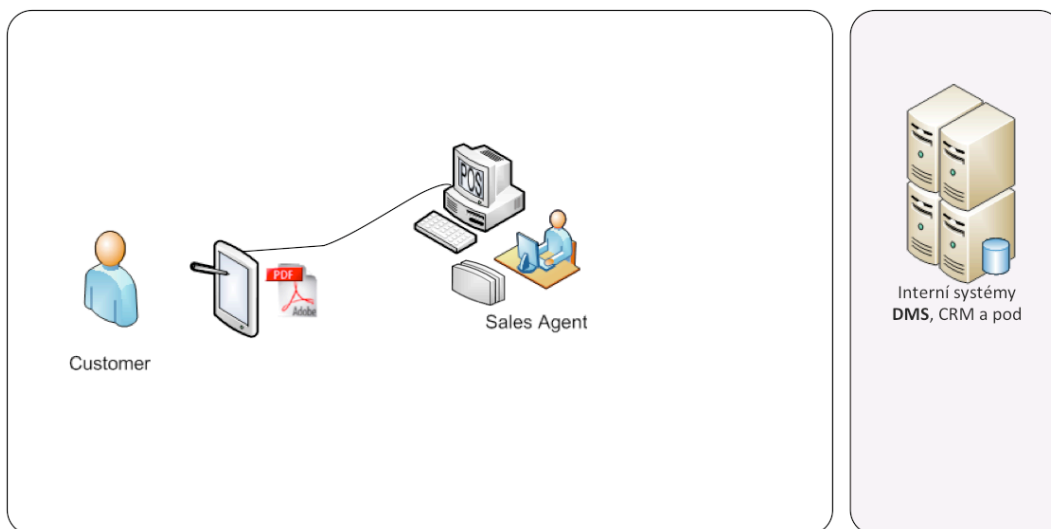 POS
PDF
Adobe
Customer
Sales Agent
Interní systémy
DMS, CRM a pod